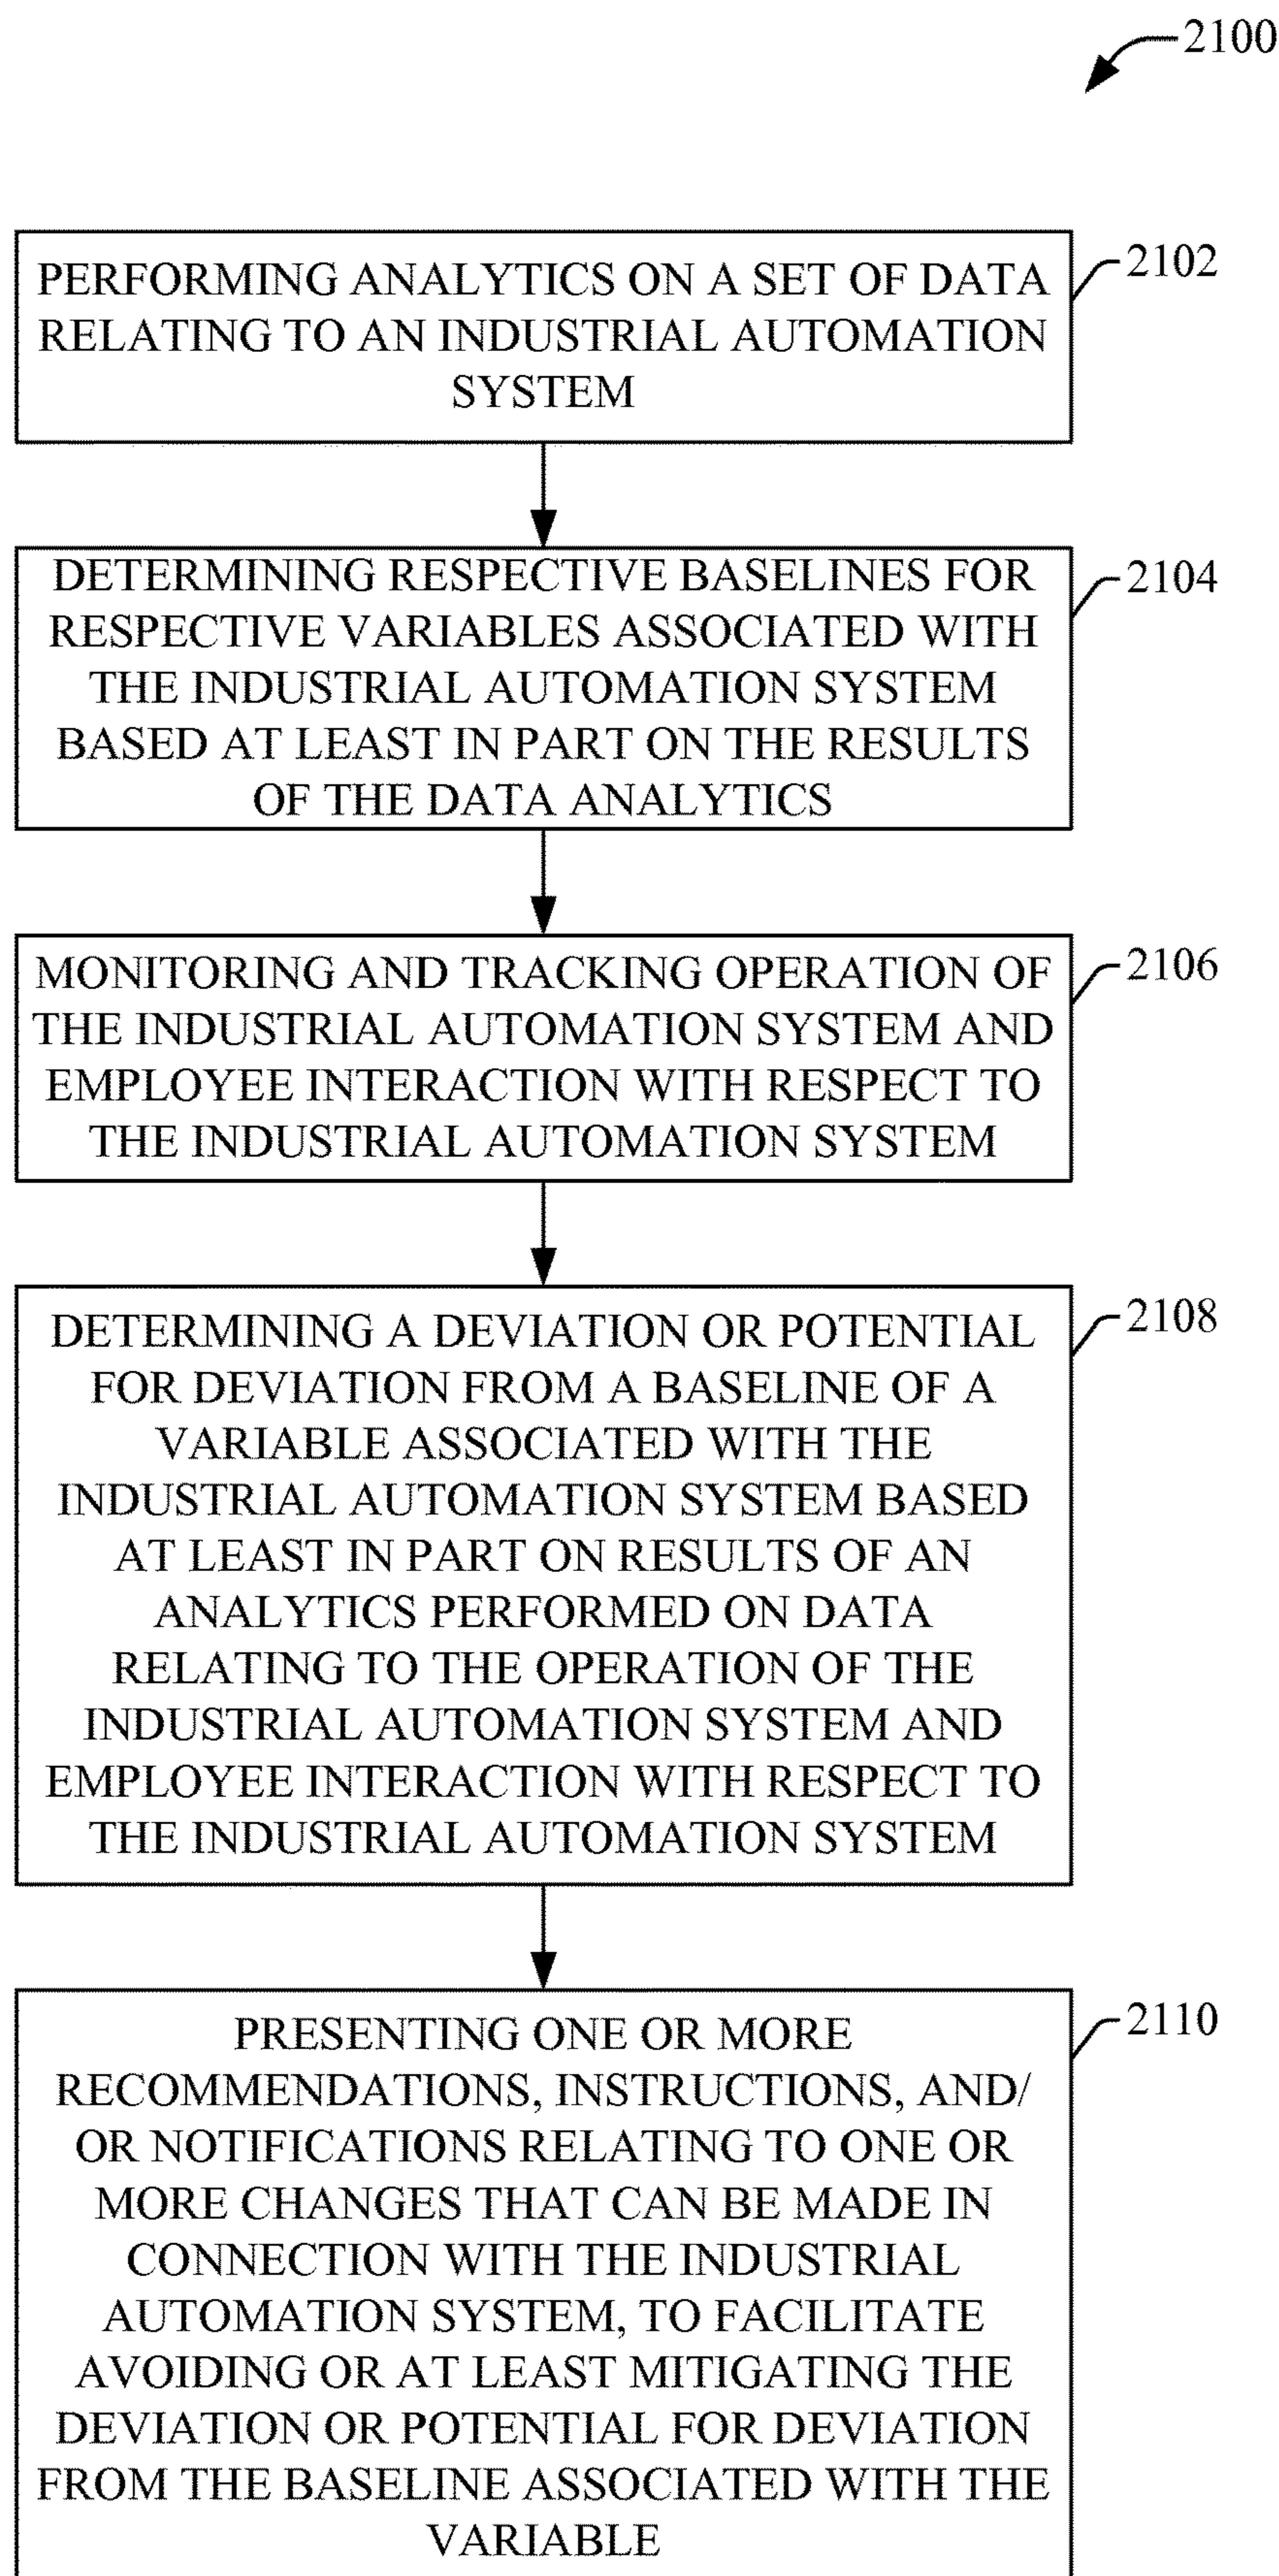 2100
PERFORMING ANALYTICS ON A SET OF DATA
RELATING TO AN INDUSTRIAL AUTOMATION
SYSTEM
2102
DETERMINING RESPECTIVE BASELINES FOR
RESPECTIVE VARIABLES ASSOCIATED WITH
THE INDUSTRIAL AUTOMATION SYSTEM
BASED AT LEAST IN PART ON THE RESULTS
OF THE DATA ANALYTICS
2104
MONITORING AND TRACKING OPERATION OF
THE INDUSTRIAL AUTOMATION SYSTEM AND
EMPLOYEE INTERACTION WITH RESPECT TO
THE INDUSTRIAL AUTOMATION SYSTEM
2106
DETERMINING A DEVIATION OR POTENTIAL
FOR DEVIATION FROM A BASELINE OF A
VARIABLE ASSOCIATED WITH THE
INDUSTRIAL AUTOMATION SYSTEM BASED
AT LEAST IN PART ON RESULTS OF AN
ANALYTICS PERFORMED ON DATA
RELATING TO THE OPERATION OF THE
INDUSTRIAL AUTOMATION SYSTEM AND
EMPLOYEE INTERACTION WITH RESPECT TO
THE INDUSTRIAL AUTOMATION SYSTEM
2108
PRESENTING ONE OR MORE
RECOMMENDATIONS, INSTRUCTIONS, AND/
OR NOTIFICATIONS RELATING TO ONE OR
MORE CHANGES THAT CAN BE MADE IN
CONNECTION WITH THE INDUSTRIAL
AUTOMATION SYSTEM, TO FACILITATE
AVOIDING OR AT LEAST MITIGATING THE
DEVIATION OR POTENTIAL FOR DEVIATION
FROM THE BASELINE ASSOCIATED WITH THE
VARIABLE
2110